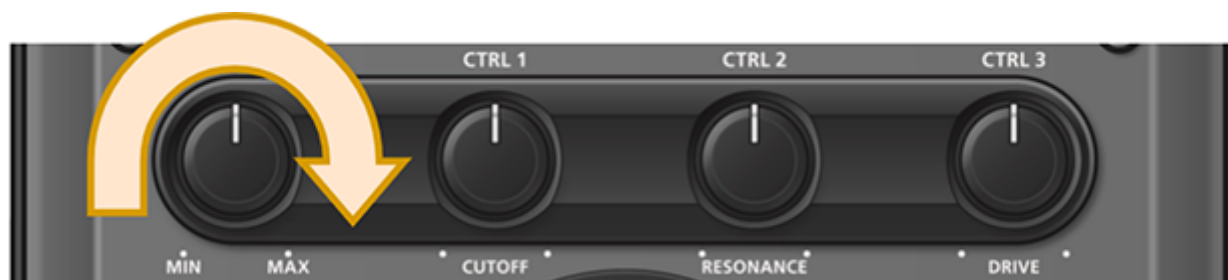 CTRL 1 CTRL 2 CTRL 3
MIN MAX CUTOFF RESONANCE DRIVE